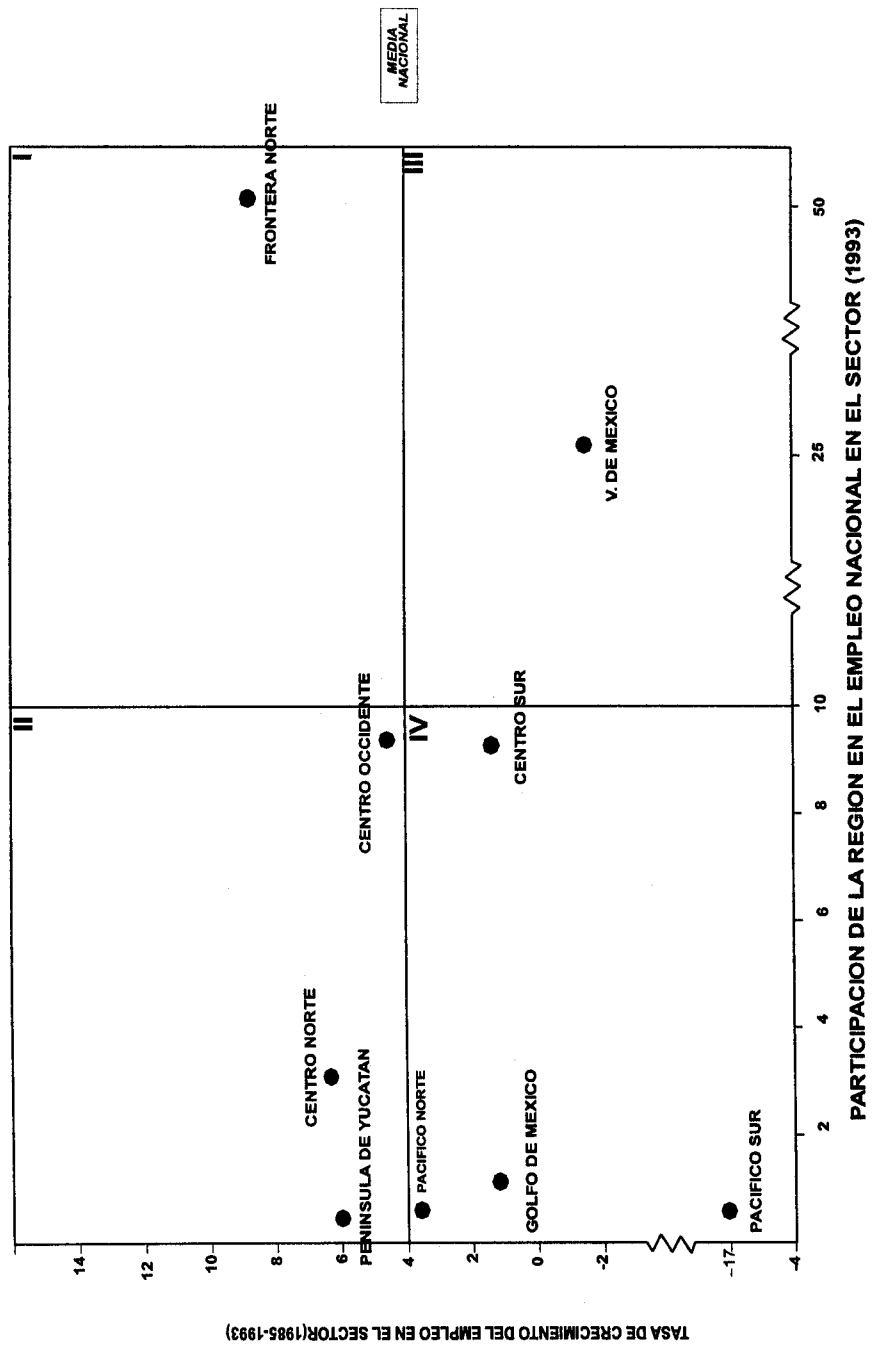 I
II
III
IV
MEDIA
NACIONAL
FRONTERA NORTE
V. DE MEXICO
CENTRO OCCIDENTE
CENTRO SUR
CENTRO NORTE
PENINSULA DE YUCATAN
PACIFICO NORTE
GOLFO DE MEXICO
PACIFICO SUR
14
12
10
8
6
4
2
0
-2
-17
-4
2
4
6
8
10
25
50
TASA DE CRECIMIENTO DEL EMPLEO EN EL SECTOR(1985-1993)
PARTICIPACION DE LA REGION EN EL EMPLEO NACIONAL EN EL SECTOR (1993)